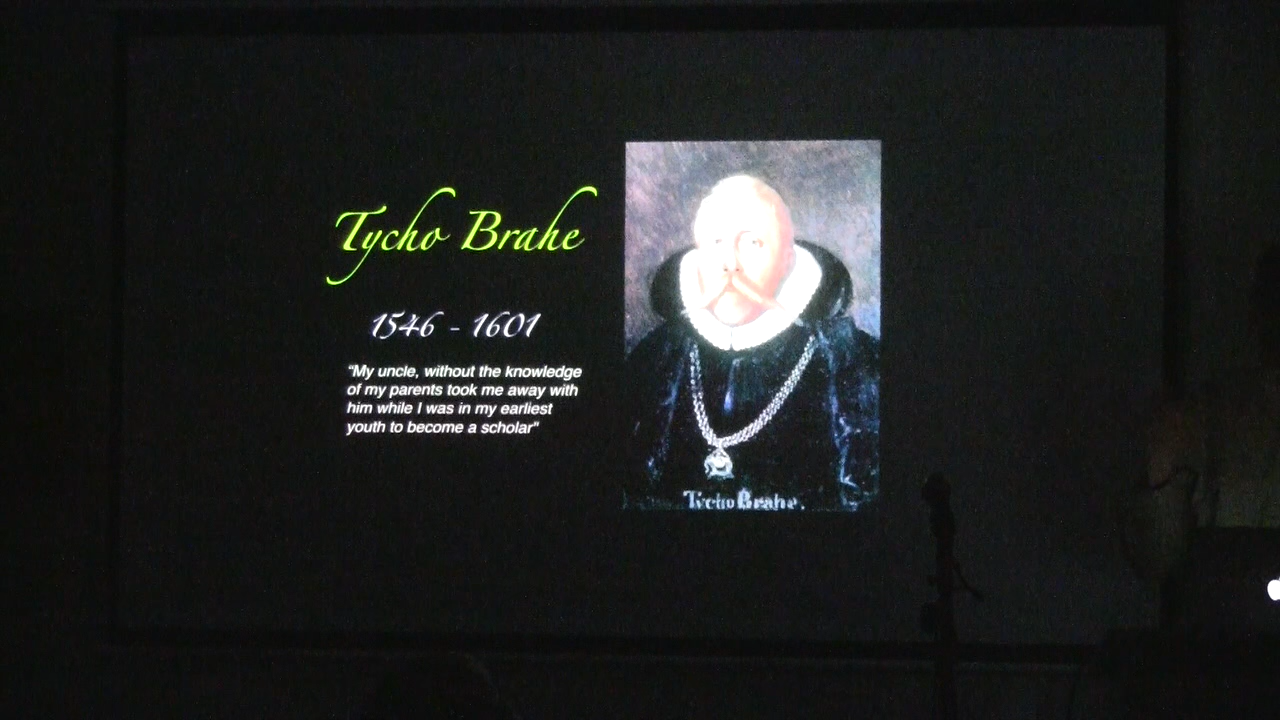 Tycho Brahe
1546 - 1601
"My uncle, without the knowledge
of my parents took me away with
him while I was in my earliest
youth to become a scholar"
Tycho Brahe.